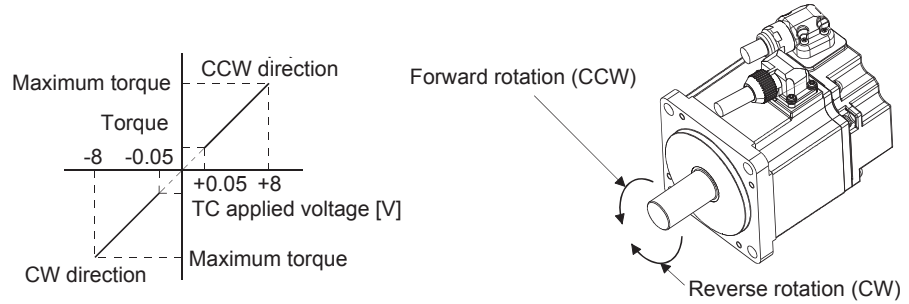 CCW direction
Maximum torque
Torque
-8
-0.05
+0.05
+8
TC applied voltage [V]
CW direction
Maximum torque
Forward rotation (CCW)
Reverse rotation (CW)